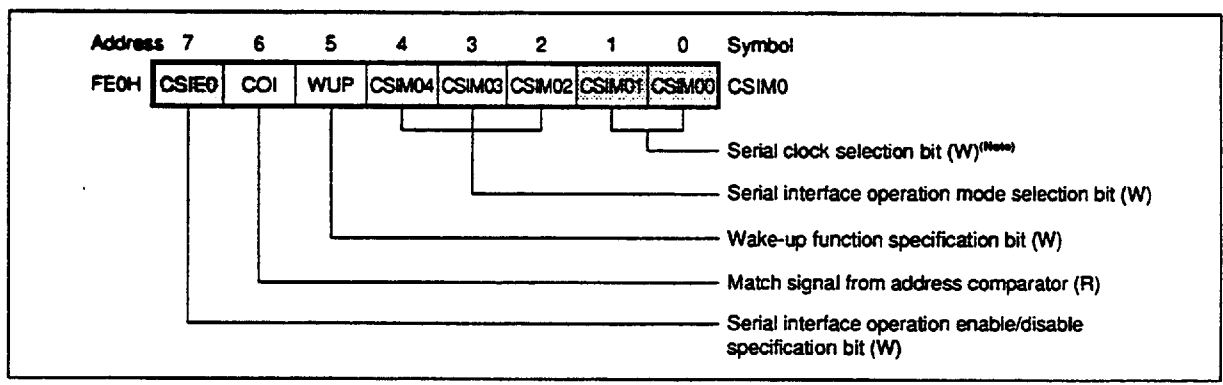 Address 7 6 5 4 3 2 1 0 Symbol
FE0H CSIE0 COI WUP CSIM04 CSIM03 CSIM02 CSIM01 CSIM00 CSIM0
Serial clock selection bit (W)(Note)
Serial interface operation mode selection bit (W)
Wake-up function specification bit (W)
Match signal from address comparator (R)
Serial interface operation enable/disable
specification bit (W)